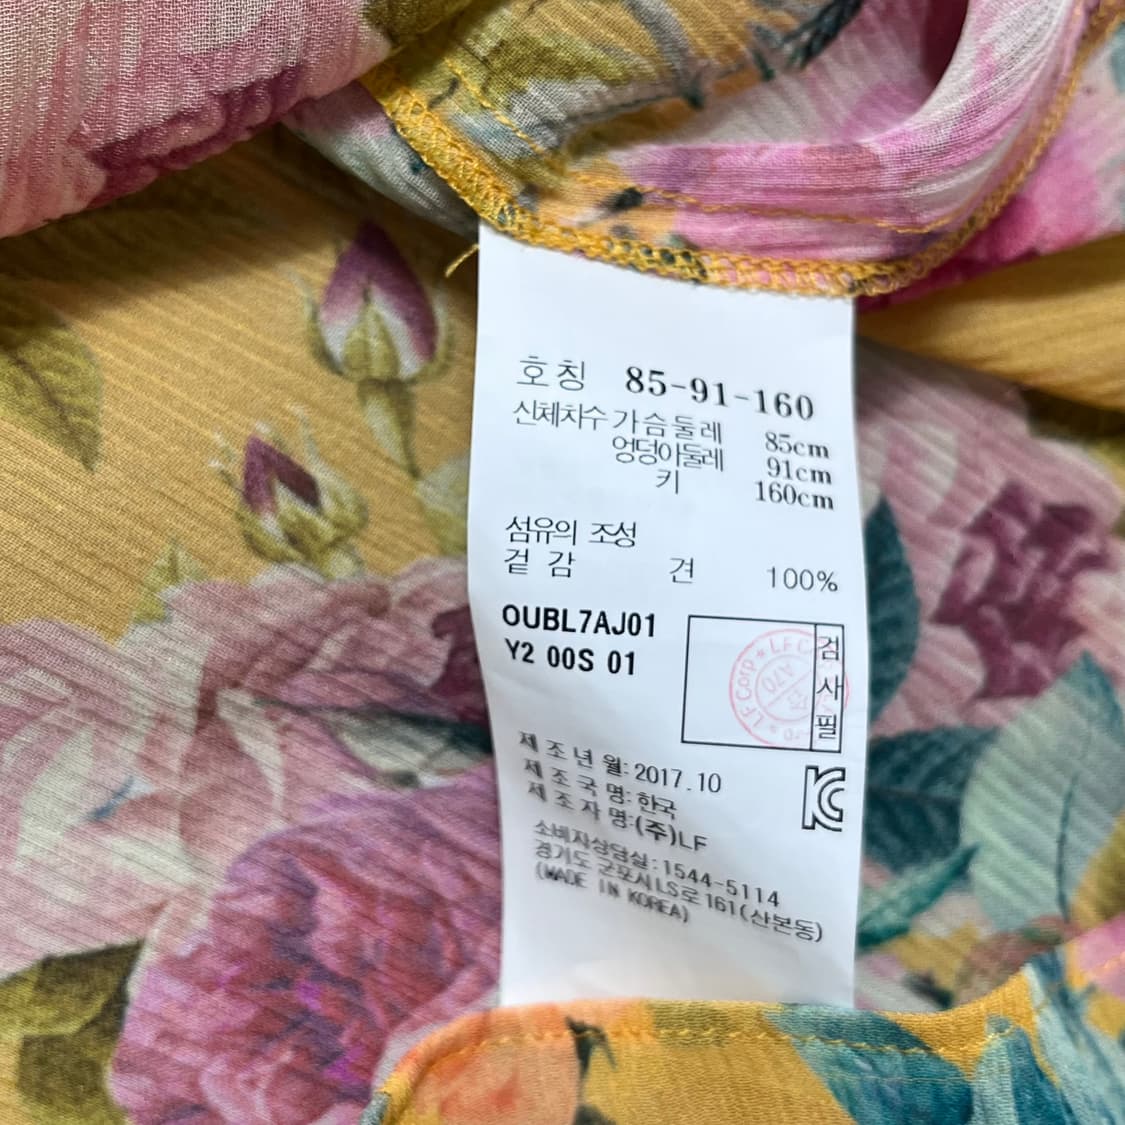 호칭 85-91-160
신체치수 가슴둘레 85cm
엉덩이둘레 91cm
키 160cm
섬유의 조성
겉감 견 100%
OUBL7AJ01
Y2 00S 01
검사필
LF Corp
제조년월: 2017.10
제조국명: 한국
제조자명: (주)LF
소비자상담실: 1544-5114
경기도 군포시 LS로 161(산본동)
(MADE IN KOREA)